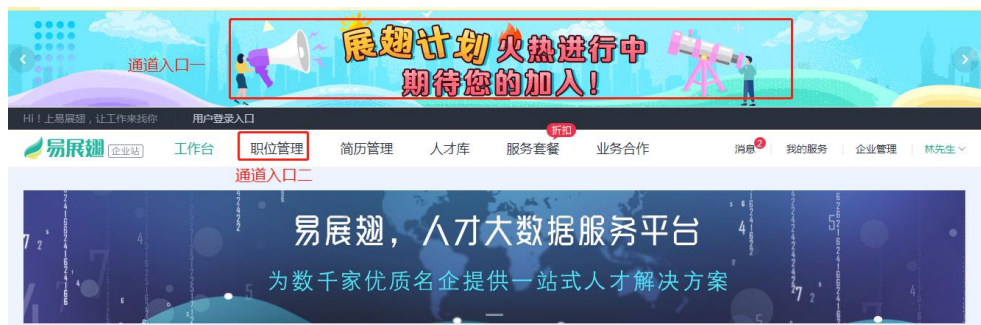 展翅计划火热进行中
通道入口一
期待您的加入!
Hi!上易展翅,让工作来找你 用户登录入口
折扣
易展翅 企业站 工作台 职位管理 简历管理 人才库 服务套餐 业务合作 消息 2 我的服务 企业管理 林先生
通道入口二
易展翅,人才大数据服务平台
为数千家优质名企提供一站式人才解决方案